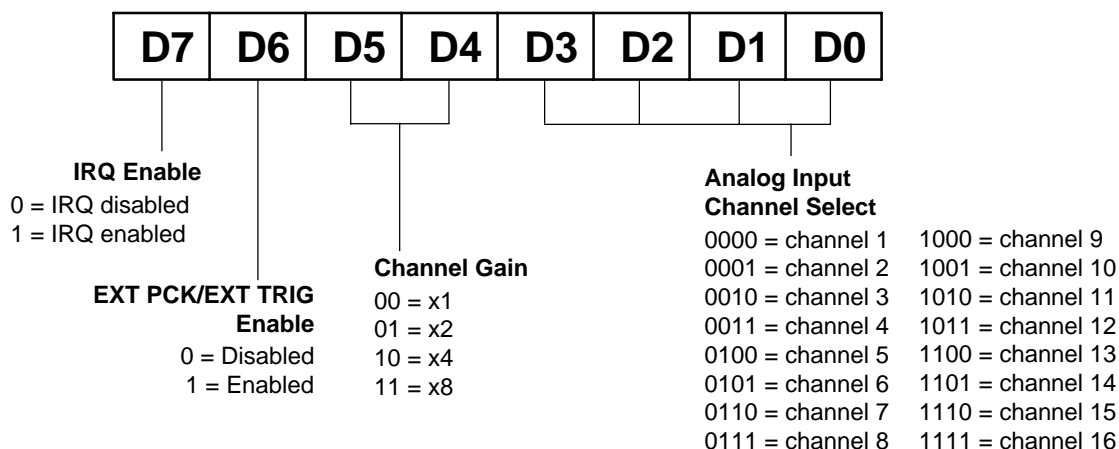 D7 D6 D5 D4 D3 D2 D1 D0
IRQ Enable
0 = IRQ disabled
1 = IRQ enabled
EXT PCK/EXT TRIG
Enable
0 = Disabled
1 = Enabled
Channel Gain
00 = x1
01 = x2
10 = x4
11 = x8
Analog Input
Channel Select
0000 = channel 1
0001 = channel 2
0010 = channel 3
0011 = channel 4
0100 = channel 5
0101 = channel 6
0110 = channel 7
0111 = channel 8
1000 = channel 9
1001 = channel 10
1010 = channel 11
1011 = channel 12
1100 = channel 13
1101 = channel 14
1110 = channel 15
1111 = channel 16